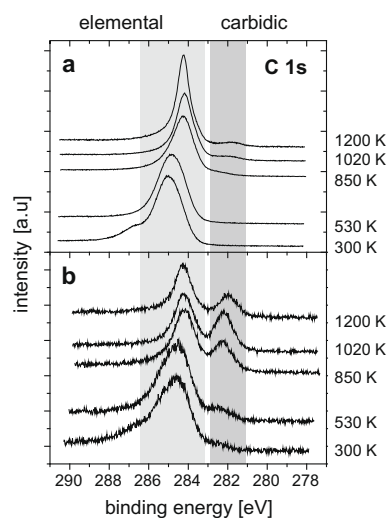 elemental carbidic
a C 1s
1200 K
1020 K
850 K
530 K
300 K
b
1200 K
1020 K
850 K
530 K
300 K
intensity [a.u]
290 288 286 284 282 280 278
binding energy [eV]